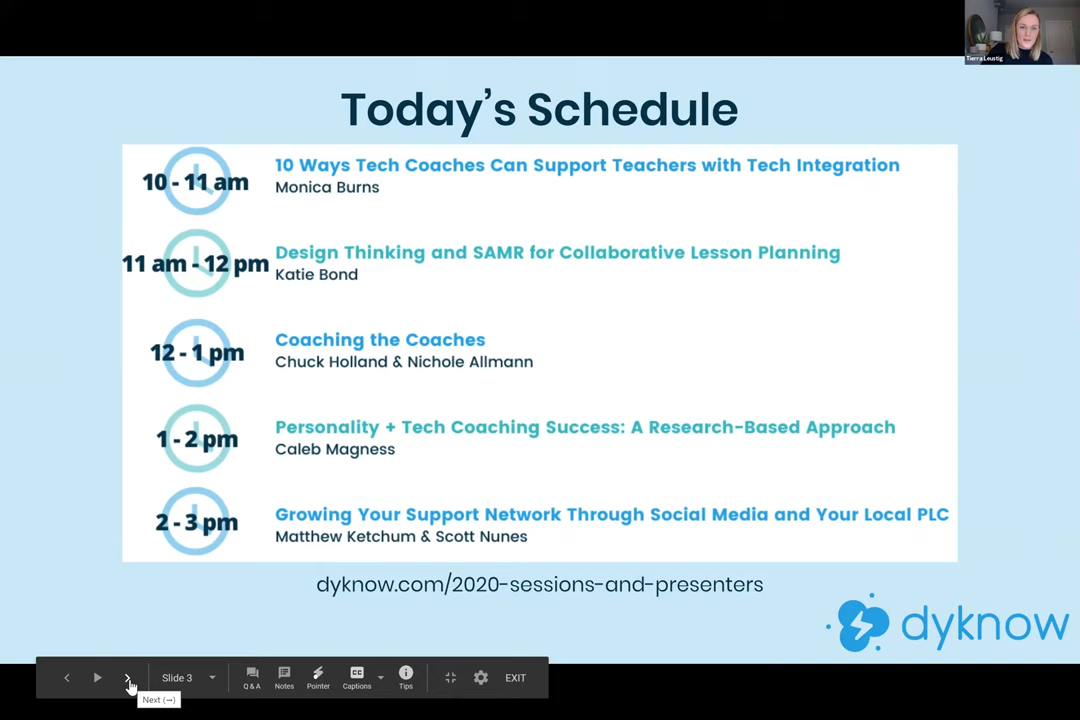 Tierra Leustig
Today's Schedule
10 - 11 am
10 Ways Tech Coaches Can Support Teachers with Tech Integration
Monica Burns
11 am - 12 pm
Design Thinking and SAMR for Collaborative Lesson Planning
Katie Bond
12 - 1 pm
Coaching the Coaches
Chuck Holland & Nichole Allmann
1 - 2 pm
Personality + Tech Coaching Success: A Research-Based Approach
Caleb Magness
2 - 3 pm
Growing Your Support Network Through Social Media and Your Local PLC
Matthew Ketchum & Scott Nunes
dyknow.com/2020-sessions-and-presenters
dyknow
Slide 3
Q & A
Notes
Pointer
Captions
Tips
EXIT
Next (→)